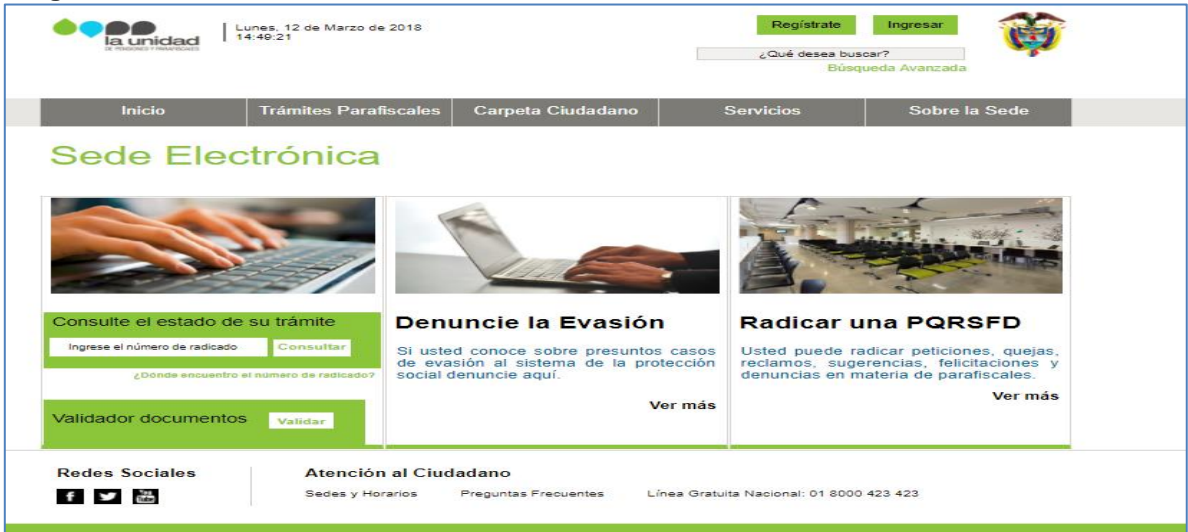 la unidad
DE PENSIONES Y PARAFISCALES
Lunes, 12 de Marzo de 2018
14:49:21
Regístrate
Ingresar
¿Qué desea buscar?
Búsqueda Avanzada
Inicio
Trámites Parafiscales
Carpeta Ciudadano
Servicios
Sobre la Sede
Sede Electrónica
Consulte el estado de su trámite
Ingrese el número de radicado
Consultar
¿Dónde encuentro el número de radicado?
Validador documentos
Validar
Denuncie la Evasión
Si usted conoce sobre presuntos casos
de evasión al sistema de la protección
social denuncie aquí.
Ver más
Radicar una PQRSFD
Usted puede radicar peticiones, quejas,
reclamos, sugerencias, felicitaciones y
denuncias en materia de parafiscales.
Ver más
Redes Sociales
Atención al Ciudadano
Sedes y Horarios
Preguntas Frecuentes
Línea Gratuita Nacional: 01 8000 423 423